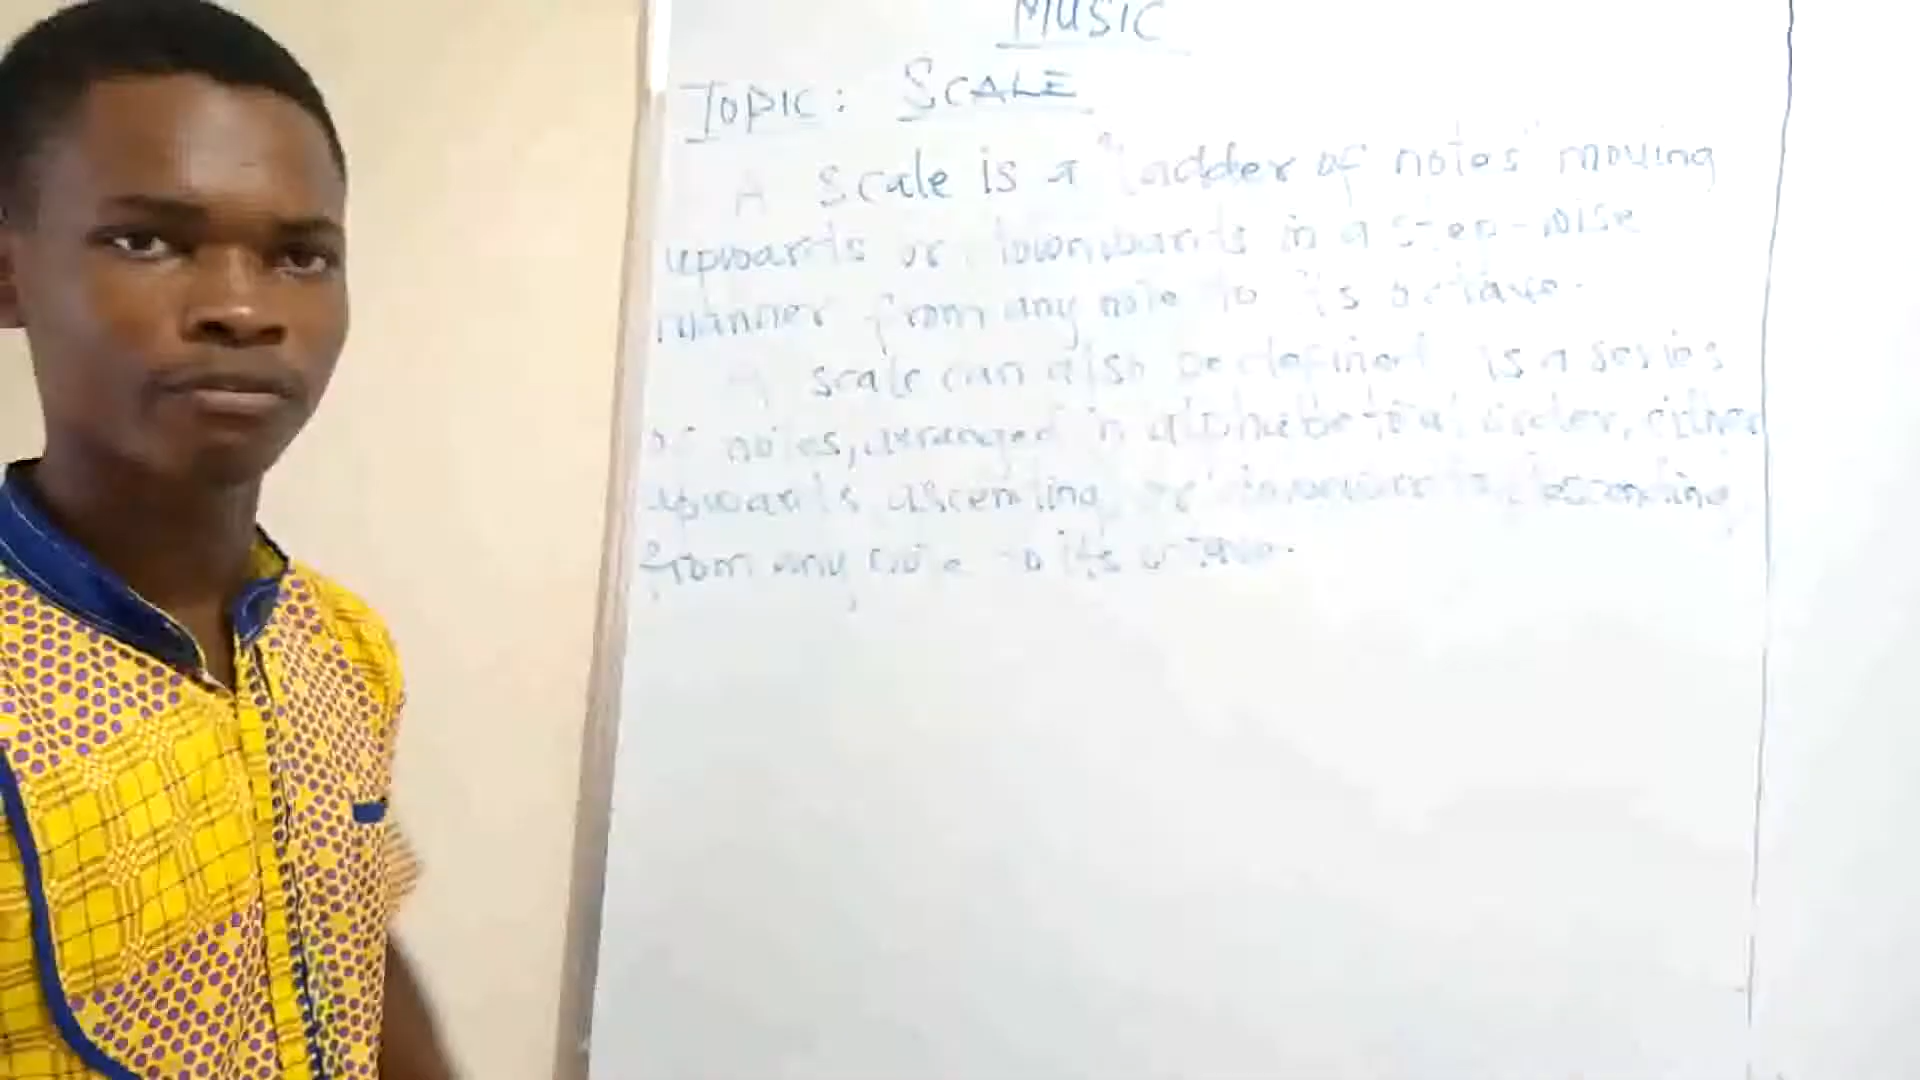 MUSIC
Topic: SCALE
A scale is a "ladder of notes" moving
upwards or downwards in a step-wise
manner from any note to its octave.
A scale can also be defined as a series
of notes, arranged in alphabetical order, either
upwards ascending or downwards descending
from any note to its octave.